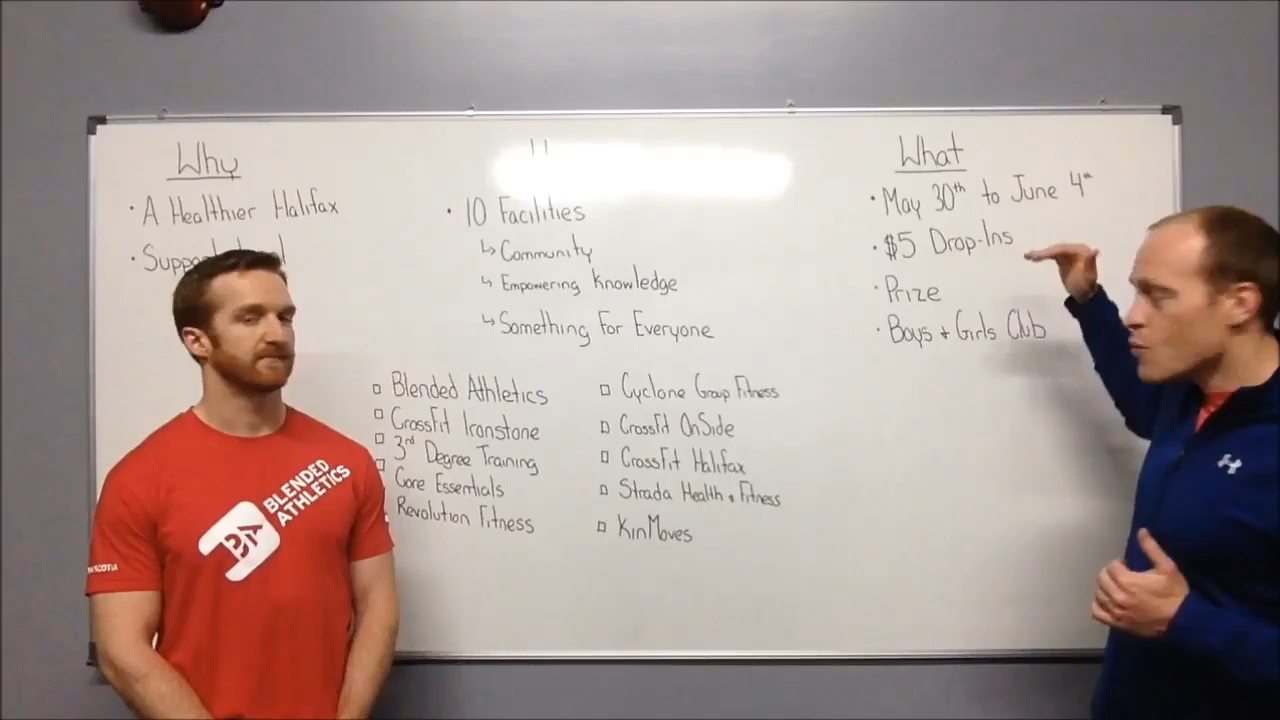 Why
• A Healthier Halifax
•
10 Facilities
↳ Community
↳ Empowering Knowledge
↳ Something For Everyone
□ Blended Athletics
□ CrossFit Ironstone
□ 3rd Degree Training
□ Core Essentials
Revolution Fitness
□ Cyclone Group Fitness
□ CrossFit OnSide
□ CrossFit Halifax
□ Strada Health + Fitness
□ KinMoves
What
• May 30th to June 4th
• $5 Drop-Ins
• Prize
• Boys + Girls Club
BLENDED
ATHLETICS
BA